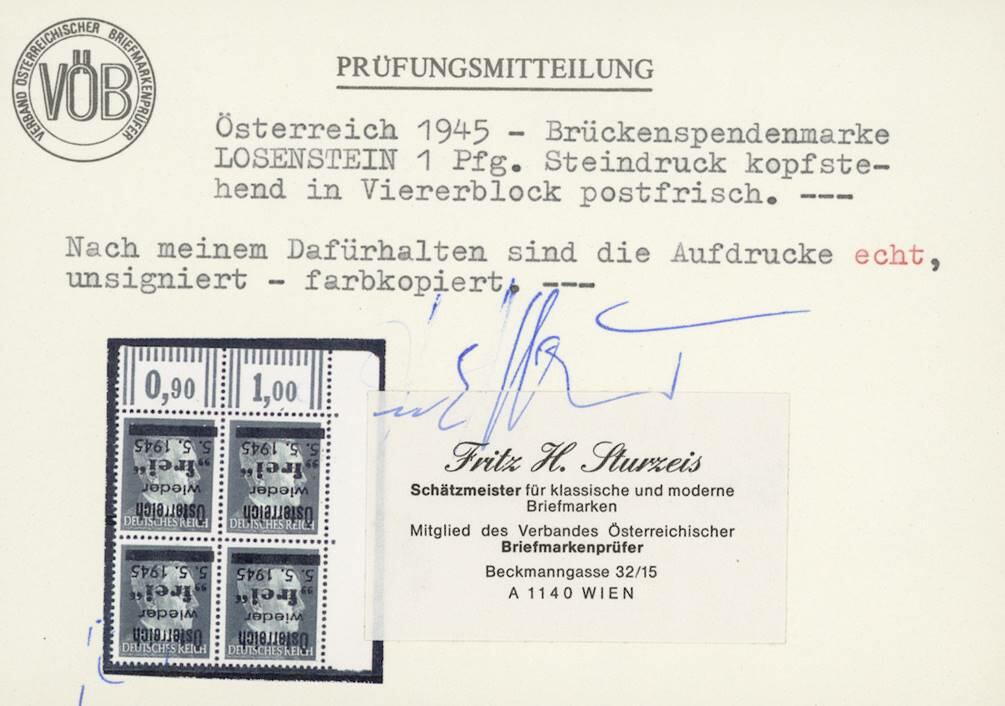 VERBAND ÖSTERREICHISCHER BRIEFMARKENPRÜFER
VÖB
PRÜFUNGSMITTEILUNG
Österreich 1945 - Brückenspendenmarke
LOSENSTEIN 1 Pfg. Steindruck kopfste-
hend in Viererblock postfrisch. ---
Nach meinem Dafürhalten sind die Aufdrucke echt,
unsigniert - farbkopiert. ---
0,90 1,00
5. 5. 1945 5. 5. 1945
„frei“ „frei“
wieder wieder
Österreich Österreich
DEUTSCHES REICH DEUTSCHES REICH
5. 5. 1945 5. 5. 1945
„frei“ „frei“
wieder wieder
Österreich Österreich
DEUTSCHES REICH DEUTSCHES REICH
Fritz H. Sturzeis
Schätzmeister für klassische und moderne
Briefmarken
Mitglied des Verbandes Österreichischer
Briefmarkenprüfer
Beckmanngasse 32/15
A 1140 WIEN